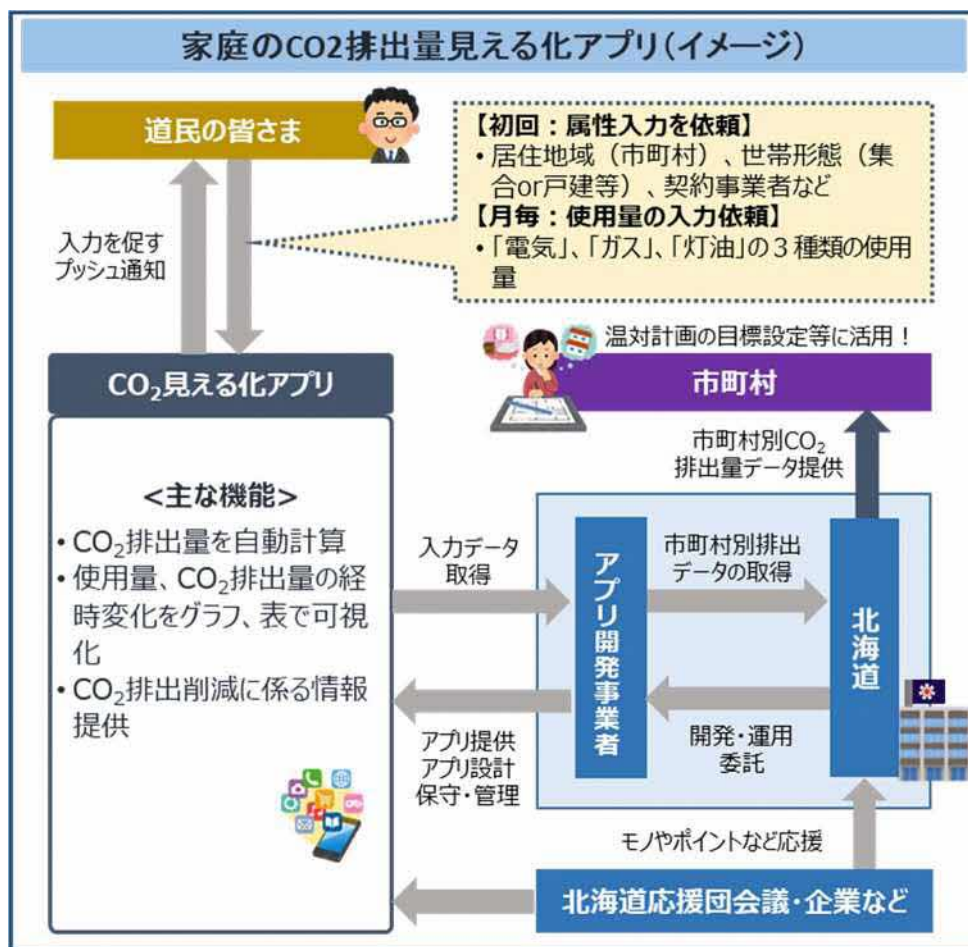 家庭のCO2排出量見える化アプリ(イメージ)
道民の皆さま
【初回：属性入力を依頼】
・居住地域（市町村）、世帯形態（集
合or戸建等）、契約事業者など
【月毎：使用量の入力依頼】
・「電気」、「ガス」、「灯油」の３種類の使用
量
入力を促す
プッシュ通知
温対計画の目標設定等に活用！
CO₂見える化アプリ
市町村
市町村別CO₂
排出量データ提供
<主な機能>
・CO₂排出量を自動計算
・使用量、CO₂排出量の経
時変化をグラフ、表で可視
化
・CO₂排出削減に係る情報
提供
入力データ
取得
アプリ開発事業者
市町村別排出
データの取得
北海道
アプリ提供
アプリ設計
保守・管理
開発・運用
委託
モノやポイントなど応援
北海道応援団会議・企業など